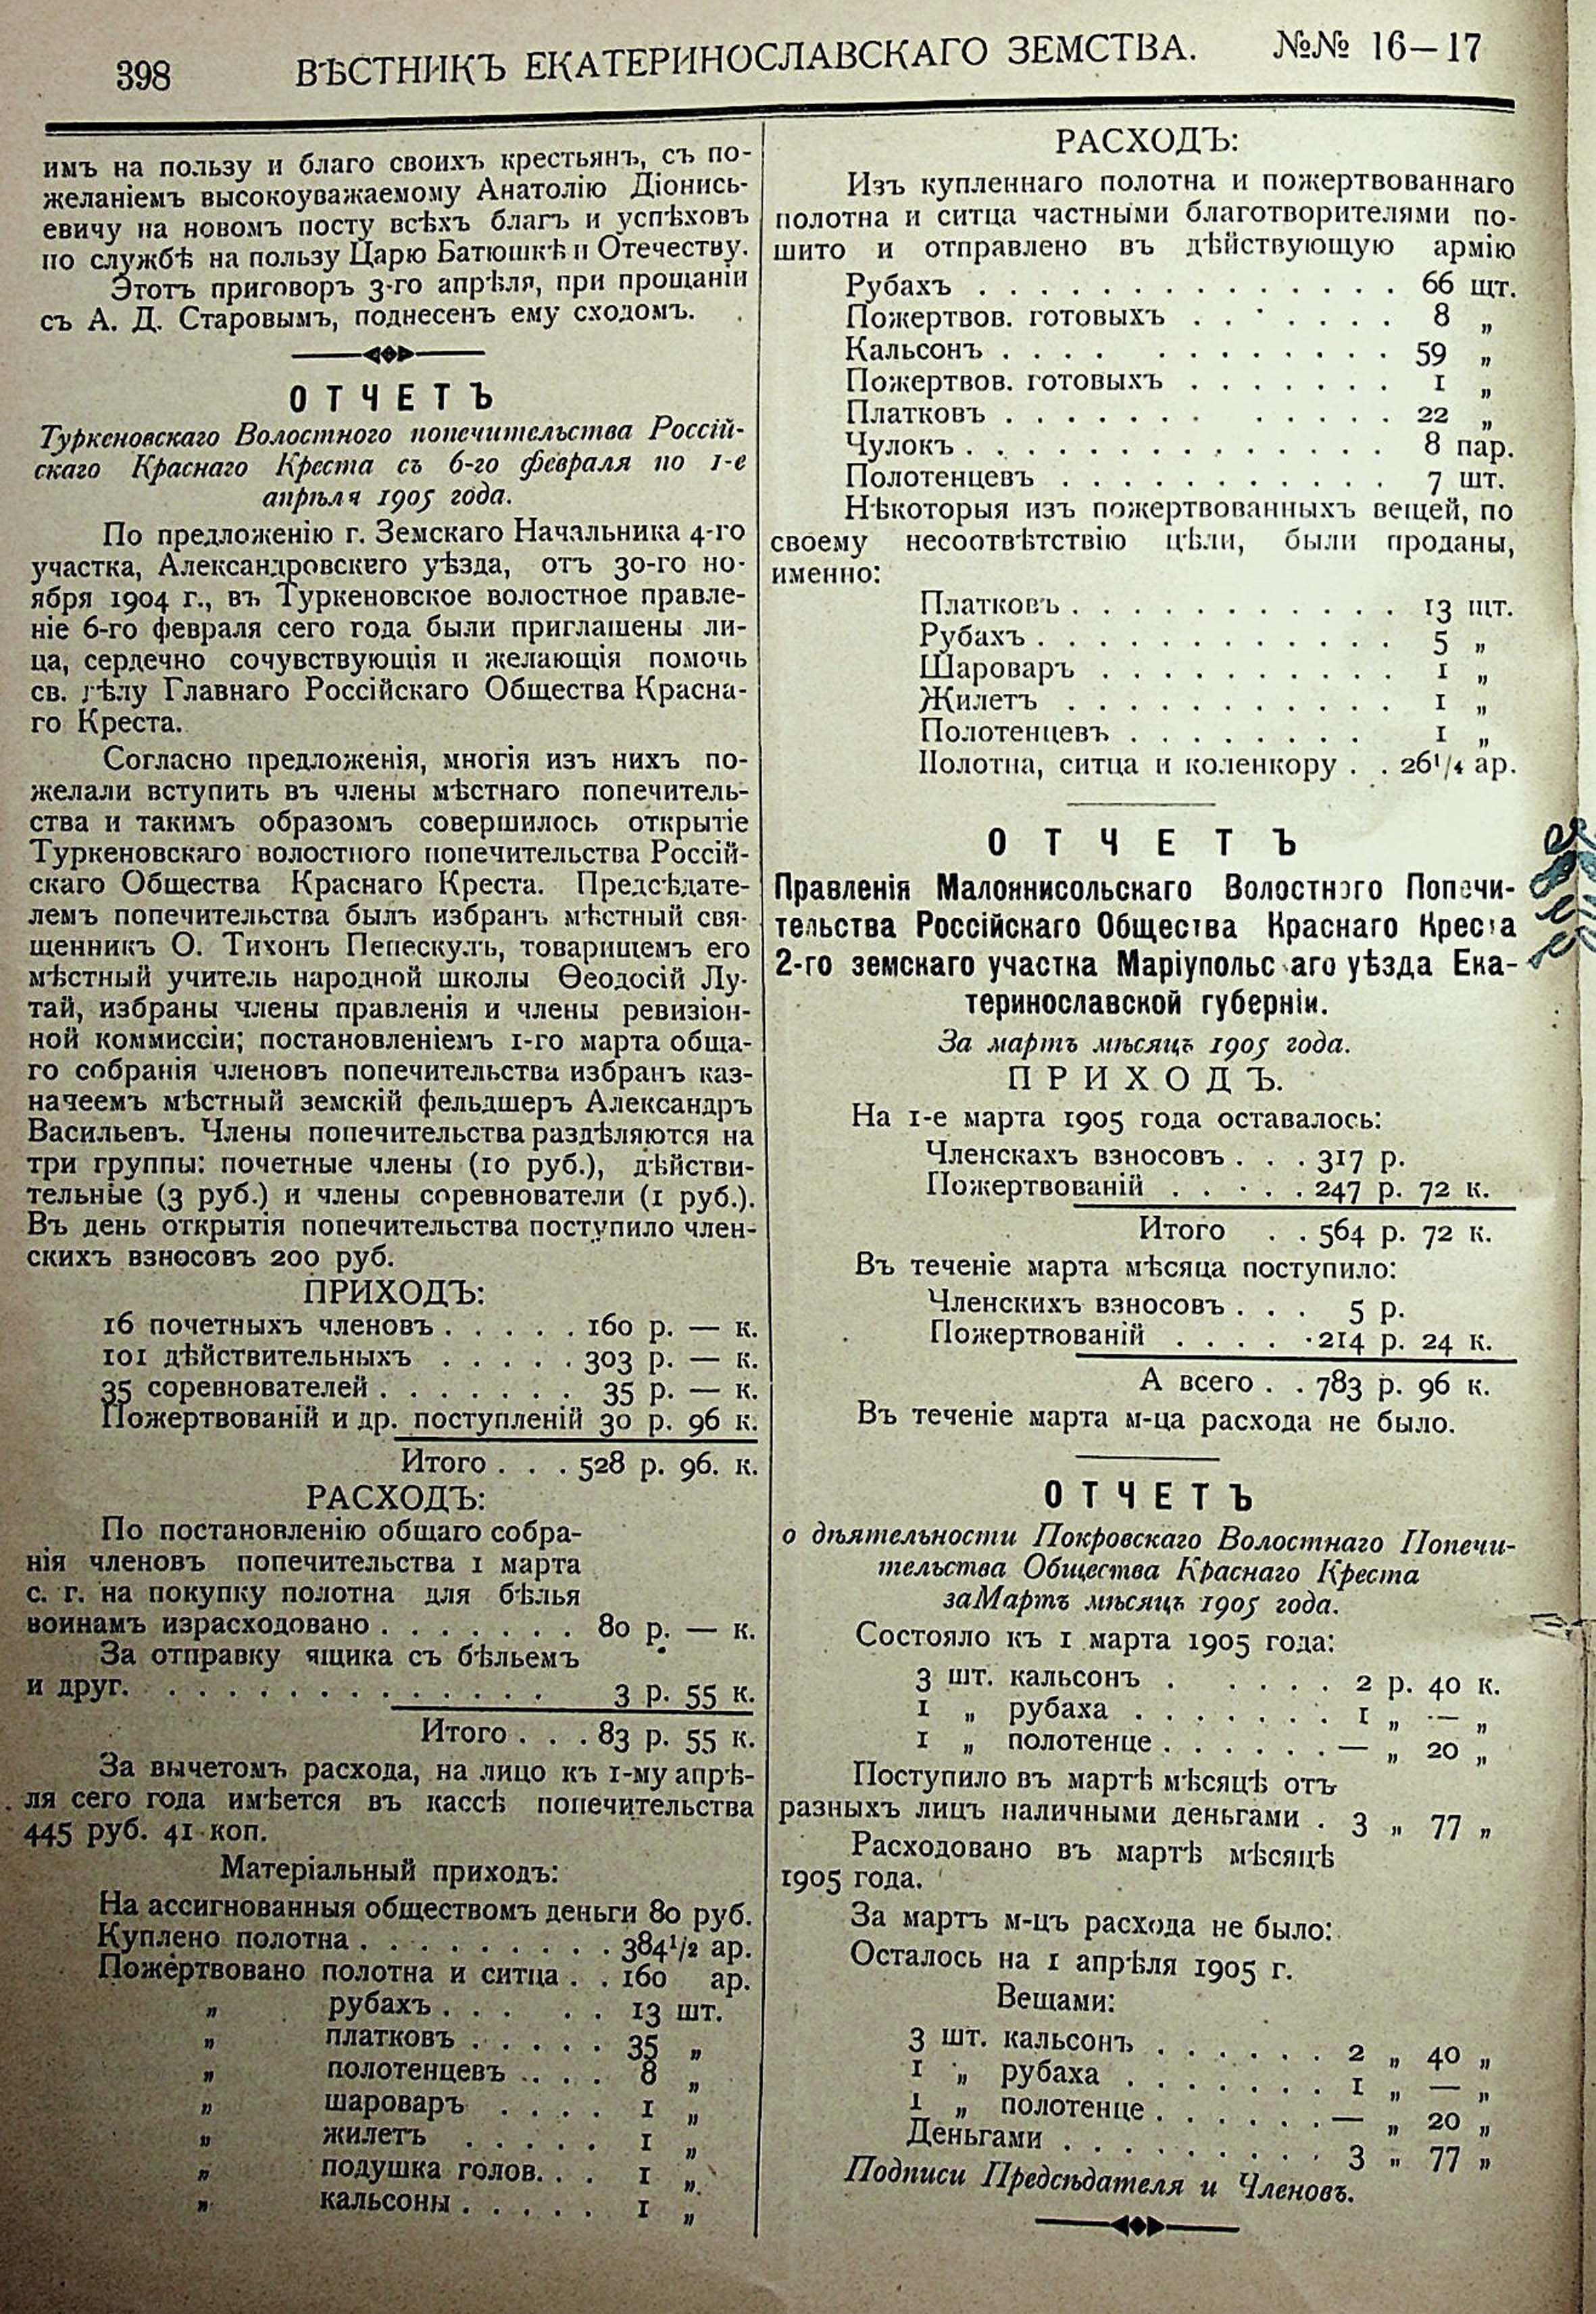 398
ВѢСТНИКЪ ЕКАТЕРИНОСЛАВСКАГО ЗЕМСТВА.
№№ 16—17
имъ на пользу и благо своихъ крестьянъ, съ по-
желаніемъ высокоуважаемому Анатолію Діонись-
евичу на новомъ посту всѣхъ благъ и успѣховъ
по службѣ на пользу Царю Батюшкѣ и Отечеству.
Этотъ приговоръ 3-го апрѣля, при прощаніи
съ А. Д. Старовымъ, поднесенъ ему сходомъ.
ОТЧЕТЪ
Туркеновскаго Волостного попечительства Россій-
скаго Краснаго Креста съ 6-го февраля по 1-е
апрѣля 1905 года.
По предложенію г. Земскаго Начальника 4-го
участка, Александровскаго уѣзда, отъ 30-го но-
ября 1904 г., въ Туркеновское волостное правле-
ніе 6-го февраля сего года были приглашены ли-
ца, сердечно сочувствующія и желающія помочь
св. дѣлу Главнаго Россійскаго Общества Красна-
го Креста.
Согласно предложенія, многія изъ нихъ по-
желали вступить въ члены мѣстнаго попечитель-
ства и такимъ образомъ совершилось открытіе
Туркеновскаго волостного попечительства Россій-
скаго Общества Краснаго Креста. Предсѣдате-
лемъ попечительства былъ избранъ мѣстный свя-
щенникъ О. Тихонъ Пепескулъ, товарищемъ его
мѣстный учитель народной школы Ѳеодосій Лу-
тай, избраны члены правленія и члены ревизіон-
ной коммиссіи; постановленіемъ 1-го марта обща-
го собранія членовъ попечительства избранъ каз-
начеемъ мѣстный земскій фельдшеръ Александръ
Васильевъ. Члены попечительства раздѣляются на
три группы: почетные члены (10 руб.), дѣйстви-
тельные (3 руб.) и члены соревнователи (1 руб.).
Въ день открытія попечительства поступило член-
скихъ взносовъ 200 руб.
ПРИХОДЪ:
16 почетныхъ членовъ . . . . . 160 р. — к.
101 дѣйствительныхъ . . . . . 303 р. — к.
35 соревнователей . . . . . . . 35 р. — к.
Пожертвованій и др. поступленій 30 р. 96 к.
Итого . . . 528 р. 96. к.
РАСХОДЪ:
По постановленію общаго собра-
нія членовъ попечительства 1 марта
с. г. на покупку полотна для бѣлья
воинамъ израсходовано . . . . . . . 80 р. — к.
За отправку ящика съ бѣльемъ
и друг. . . . . . . . . . . . . . . 3 р. 55 к.
Итого . . . 83 р. 55 к.
За вычетомъ расхода, на лицо къ 1-му апрѣ-
ля сего года имѣется въ кассѣ попечительства
445 руб. 41 коп.
Матеріальный приходъ:
На ассигнованныя обществомъ деньги 80 руб.
Куплено полотна . . . . . . . . . 384¹/₂ ар.
Пожертвовано полотна и ситца . . 160 ар.
„ рубахъ . . . . . 13 шт.
„ платковъ . . . . . 35 „
„ полотенцевъ . . . . 8 „
„ шароваръ . . . . 1 „
„ жилетъ . . . . . 1 „
„ подушка голов. . . 1 „
„ кальсоны . . . . . 1 „
РАСХОДЪ:
Изъ купленнаго полотна и пожертвованнаго
полотна и ситца частными благотворителями по-
шито и отправлено въ дѣйствующую армію
Рубахъ . . . . . . . . . . . . . . 66 щт.
Пожертвов. готовыхъ . . . . . . . 8 „
Кальсонъ . . . . . . . . . . . . 59 „
Пожертвов. готовыхъ . . . . . . . 1 „
Платковъ . . . . . . . . . . . . 22 „
Чулокъ . . . . . . . . . . . . . . 8 пар.
Полотенцевъ . . . . . . . . . . . 7 шт.
Нѣкоторыя изъ пожертвованныхъ вещей, по
своему несоотвѣтствію цѣли, были проданы,
именно:
Платковъ . . . . . . . . . . . 13 шт.
Рубахъ . . . . . . . . . . . . 5 „
Шароваръ . . . . . . . . . . 1 „
Жилетъ . . . . . . . . . . . 1 „
Полотенцевъ . . . . . . . . 1 „
Полотна, ситца и коленкору . . 26¹/₄ ар.
ОТЧЕТЪ
Правленія Малоянисольскаго Волостного Попечи-
тельства Россійскаго Общества Краснаго Креста
2-го земскаго участка Маріупольс аго уѣзда Ека-
теринославской губерніи.
За мартъ мѣсяцъ 1905 года.
ПРИХОДЪ.
На 1-е марта 1905 года оставалось:
Членскахъ взносовъ . . . 317 р.
Пожертвованій . . . . . 247 р. 72 к.
Итого . . 564 р. 72 к.
Въ теченіе марта мѣсяца поступило:
Членскихъ взносовъ . . . 5 р.
Пожертвованій . . . . . 214 р. 24 к.
А всего . . 783 р. 96 к.
Въ теченіе марта м-ца расхода не было.
ОТЧЕТЪ
о дѣятельности Покровскаго Волостнаго Попечи-
тельства Общества Краснаго Креста
заМартъ мѣсяцъ 1905 года.
Состояло къ 1 марта 1905 года:
3 шт. кальсонъ . . . . . 2 р. 40 к.
1 „ рубаха . . . . . . . 1 „ — „
1 „ полотенце . . . . . . — „ 20 „
Поступило въ мартѣ мѣсяцѣ отъ
разныхъ лицъ наличными деньгами . 3 „ 77 „
Расходовано въ мартѣ мѣсяцѣ
1905 года.
За мартъ м-цъ расхода не было:
Осталось на 1 апрѣля 1905 г.
Вещами:
3 шт. кальсонъ . . . . . . 2 „ 40 „
1 „ рубаха . . . . . . . 1 „ — „
1 „ полотенце . . . . . . — „ 20 „
Деньгами . . . . . . . . . 3 „ 77 „
Подписи Предсѣдателя и Членовъ.